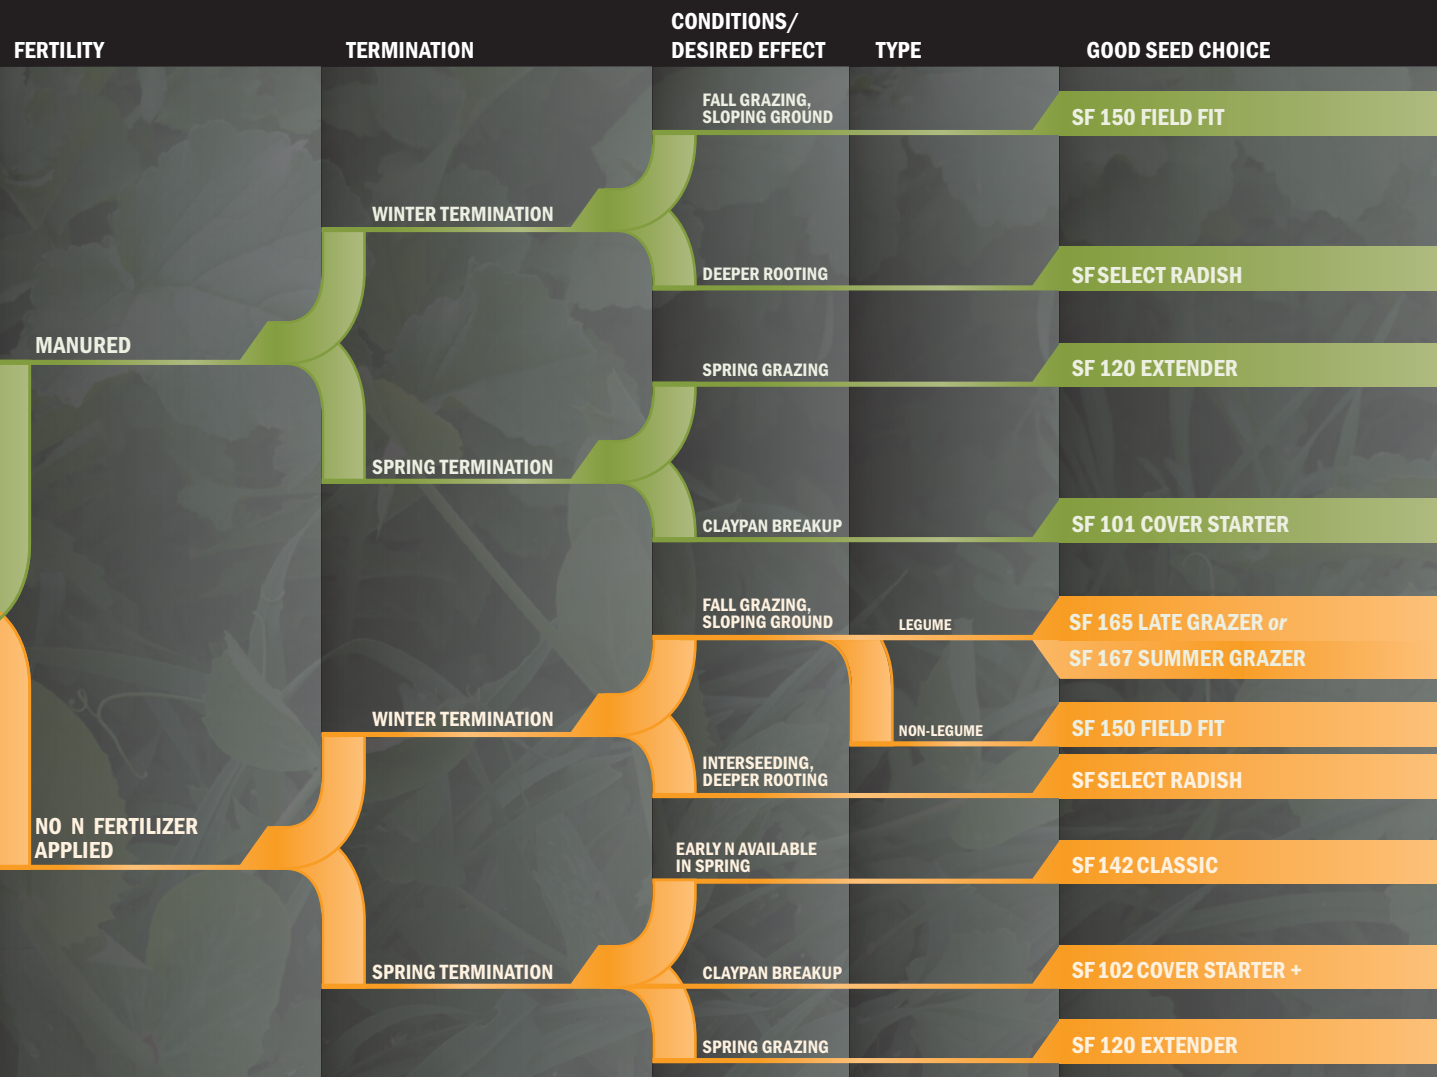 FERTILITY
TERMINATION
CONDITIONS/
DESIRED EFFECT
TYPE
GOOD SEED CHOICE
MANURED
WINTER TERMINATION
FALL GRAZING,
SLOPING GROUND
SF 150 FIELD FIT
DEEPER ROOTING
SF SELECT RADISH
SPRING TERMINATION
SPRING GRAZING
SF 120 EXTENDER
CLAYPAN BREAKUP
SF 101 COVER STARTER
NO N FERTILIZER
APPLIED
WINTER TERMINATION
FALL GRAZING,
SLOPING GROUND
LEGUME
SF 165 LATE GRAZER or
SF 167 SUMMER GRAZER
NON-LEGUME
SF 150 FIELD FIT
INTERSEEDING,
DEEPER ROOTING
SF SELECT RADISH
SPRING TERMINATION
EARLY N AVAILABLE
IN SPRING
SF 142 CLASSIC
CLAYPAN BREAKUP
SF 102 COVER STARTER +
SPRING GRAZING
SF 120 EXTENDER